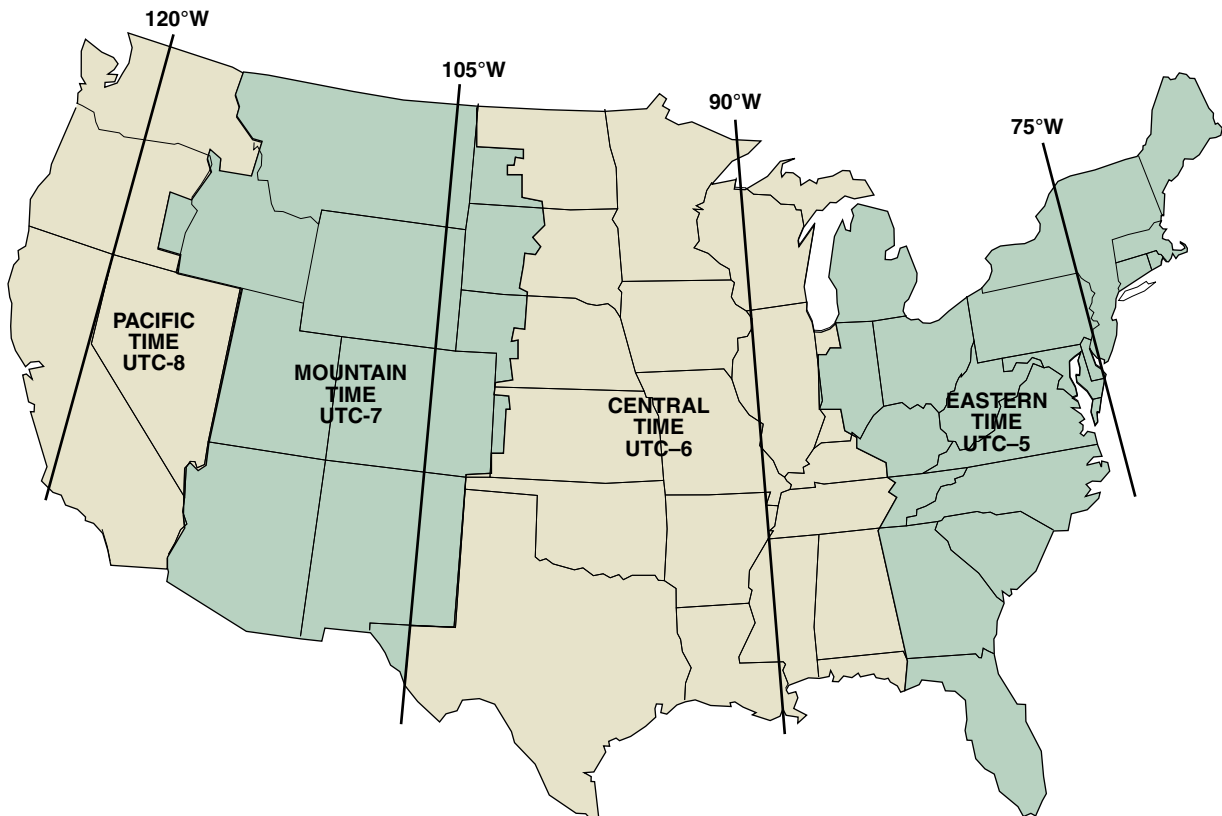 120°W
105°W
90°W
75°W
PACIFIC
TIME
UTC-8
MOUNTAIN
TIME
UTC-7
CENTRAL
TIME
UTC–6
EASTERN
TIME
UTC–5